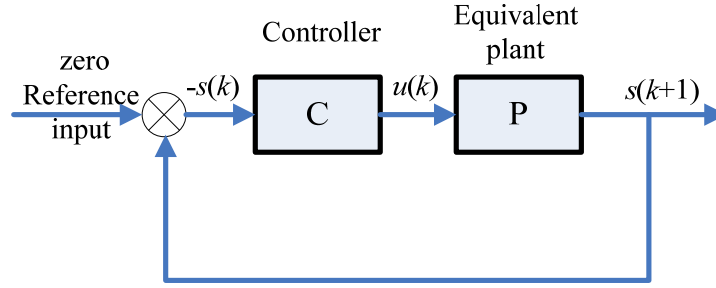 Controller
Equivalent
plant
zero
Reference
input
-s(k)
C
u(k)
P
s(k+1)